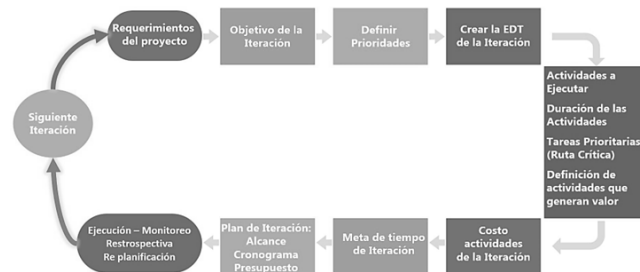 Requerimientos
del proyecto
Objetivo de la
Iteración
Definir
Prioridades
Crear la EDT
de la Iteración
Actividades a
Ejecutar
Duración de las
Actividades
Tareas Prioritarias
(Ruta Crítica)
Definición de
actividades que
generan valor
Costo
actividades
de la Iteración
Meta de tiempo
de Iteración
Plan de Iteración:
Alcance
Cronograma
Presupuesto
Ejecución – Monitoreo
Restrospectiva
Re planificación
Siguiente
Iteración